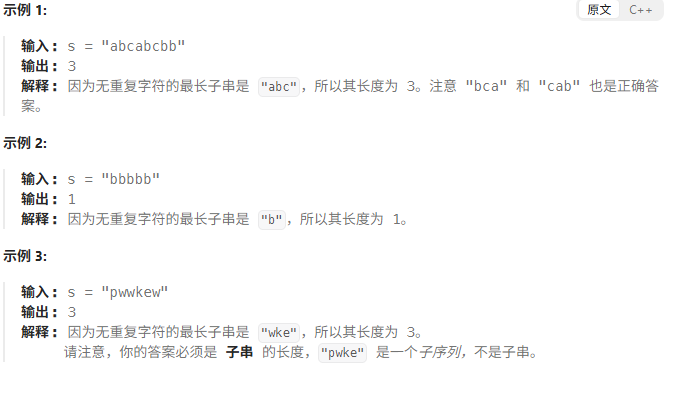 示例 1:
原文 C++
输入: s = "abcabcbb"
输出: 3
解释: 因为无重复字符的最长子串是 "abc"，所以其长度为 3。注意 "bca" 和 "cab" 也是正确答
案。
示例 2:
输入: s = "bbbbb"
输出: 1
解释: 因为无重复字符的最长子串是 "b"，所以其长度为 1。
示例 3:
输入: s = "pwwkew"
输出: 3
解释: 因为无重复字符的最长子串是 "wke"，所以其长度为 3。
请注意，你的答案必须是 子串 的长度，"pwke" 是一个子序列，不是子串。